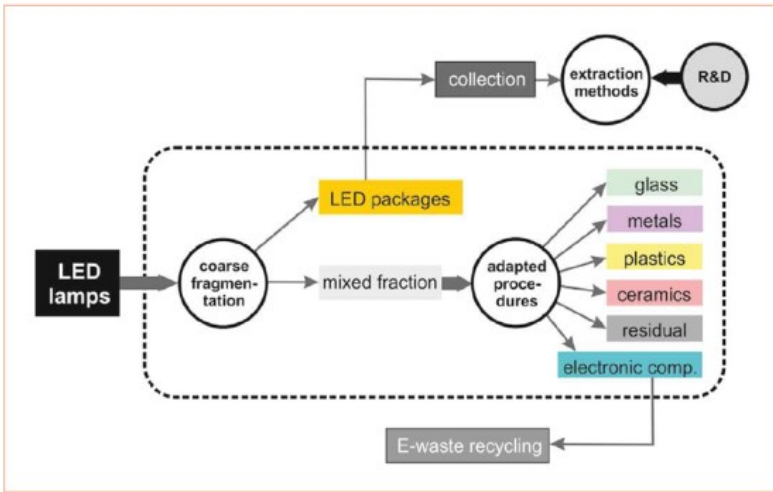 collection
extraction
methods
R&D
LED packages
glass
metals
LED
lamps
coarse
fragmen-
tation
mixed fraction
adapted
proce-
dures
plastics
ceramics
residual
electronic comp.
E-waste recycling